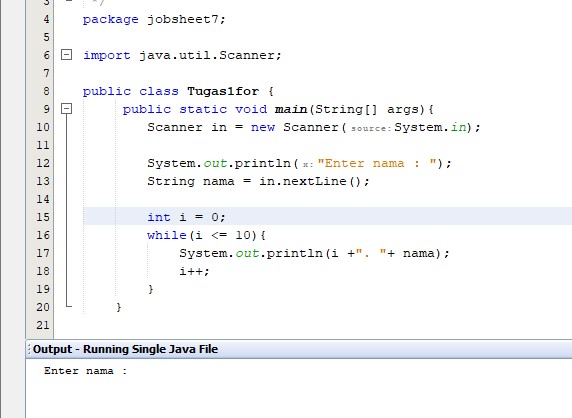 3 */
4 package jobsheet7;
5
6 import java.util.Scanner;
7
8 public class Tugas1for {
9 public static void main(String[] args){
10 Scanner in = new Scanner( source: System.in);
11
12 System.out.println( x: "Enter nama : ");
13 String nama = in.nextLine();
14
15 int i = 0;
16 while(i <= 10){
17 System.out.println(i +". "+ nama);
18 i++;
19 }
20 }
21
Output - Running Single Java File
Enter nama :